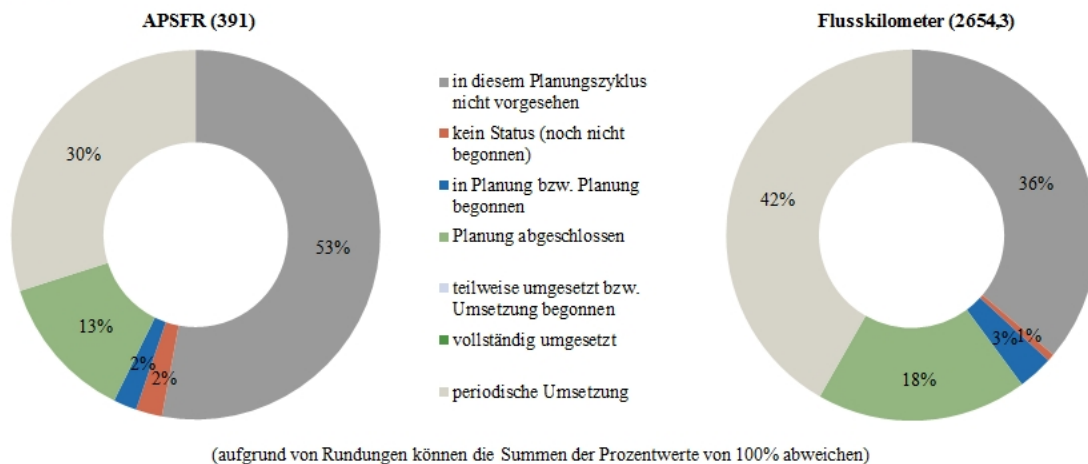 APSFR (391)
30%
53%
13%
2%
2%
in diesem Planungszyklus
nicht vorgesehen
kein Status (noch nicht
begonnen)
in Planung bzw. Planung
begonnen
Planung abgeschlossen
teilweise umgesetzt bzw.
Umsetzung begonnen
vollständig umgesetzt
periodische Umsetzung
Flusskilometer (2654,3)
42%
36%
3%
1%
18%
(aufgrund von Rundungen können die Summen der Prozentwerte von 100% abweichen)